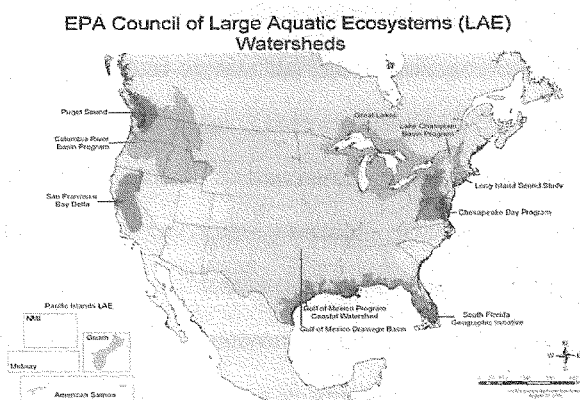 EPA Council of Large Aquatic Ecosystems (LAE)
Watersheds
Puget Sound
Columbia River
Basin Program
San Francisco
Bay Delta
Great Lakes
Lake Champlain
Basin Program
Long Island Sound Study
Chesapeake Bay Program
South Florida
Geographic Initiative
Gulf of Mexico Program
Coastal Watershed
Gulf of Mexico Drainage Basin
Pacific Islands LAE
NMI
Guam
Midway
American Samoa
N
W
E
S